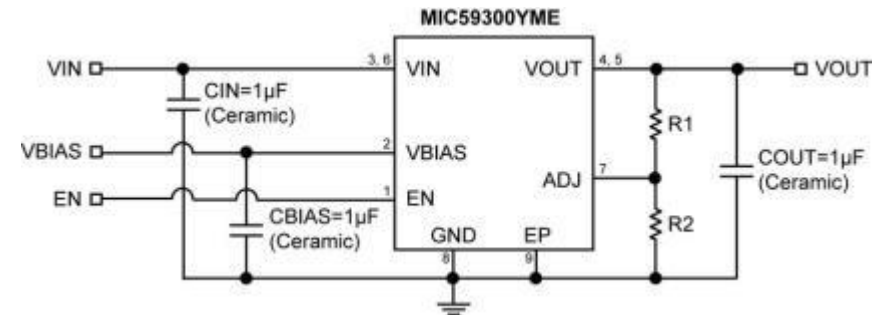 MIC59300YME
VIN
3, 6
VIN
VOUT
4, 5
VOUT
CIN=1µF
(Ceramic)
R1
VBIAS
2
VBIAS
COUT=1µF
(Ceramic)
ADJ
7
EN
1
EN
CBIAS=1µF
(Ceramic)
R2
GND
EP
8
9